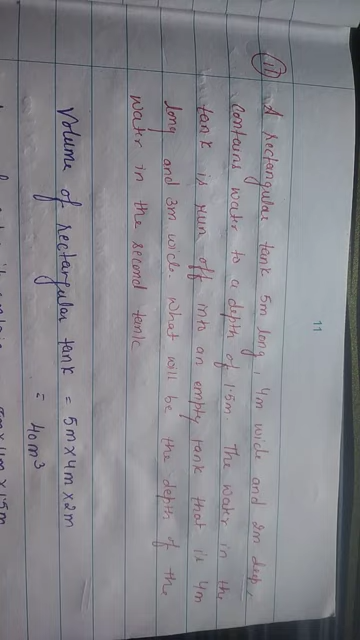 11
(ii) A rectangular tank 5m long, 4m wide and 2m deep,
contains water to a depth of 1.5m. The water in the
tank is run off into an empty tank that is 4m
long and 3m wide. What will be the depth of the
water in the second tank
Volume of rectangular tank = 5m x 4m x 2m
= 40m³